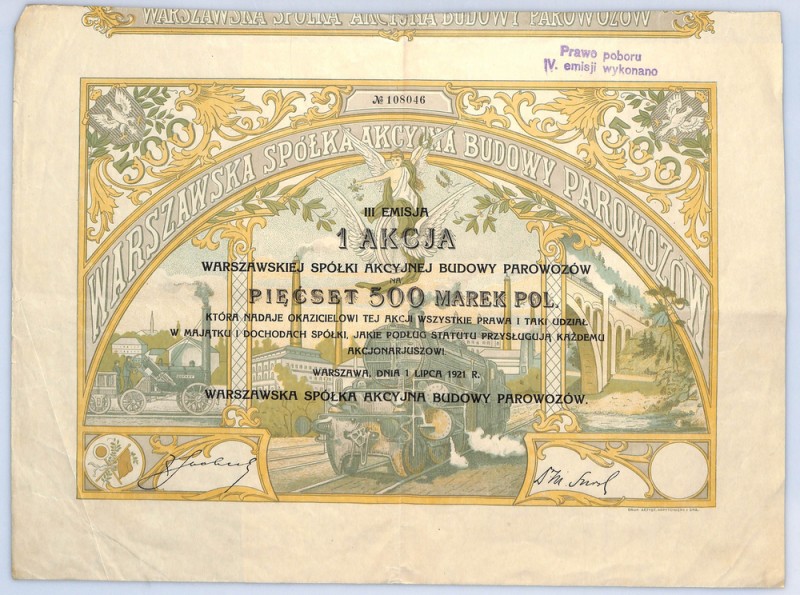 WARSZAWSKA SPÓŁKA AKCYJNA BUDOWY PAROWOZÓW
Prawo poboru
IV. emisji wykonano
№ 108046
500
500
WARSZAWSKA SPÓŁKA AKCYJNA BUDOWY PAROWOZÓW
III EMISJA
1 AKCJA
WARSZAWSKIEJ SPÓŁKI AKCYJNEJ BUDOWY PAROWOZÓW
NA
PIĘĆSET 500 MAREK POL.
KTÓRA NADAJE OKAZICIELOWI TEJ AKCJI WSZYSTKIE PRAWA I TAKI UDZIAŁ
W MAJĄTKU I DOCHODACH SPÓŁKI, JAKIE PODŁUG STATUTU PRZYSŁUGUJĄ KAŻDEMU
AKCJONARJUSZOWI.
WARSZAWA, DNIA 1 LIPCA 1921 R.
WARSZAWSKA SPÓŁKA AKCYJNA BUDOWY PAROWOZÓW.